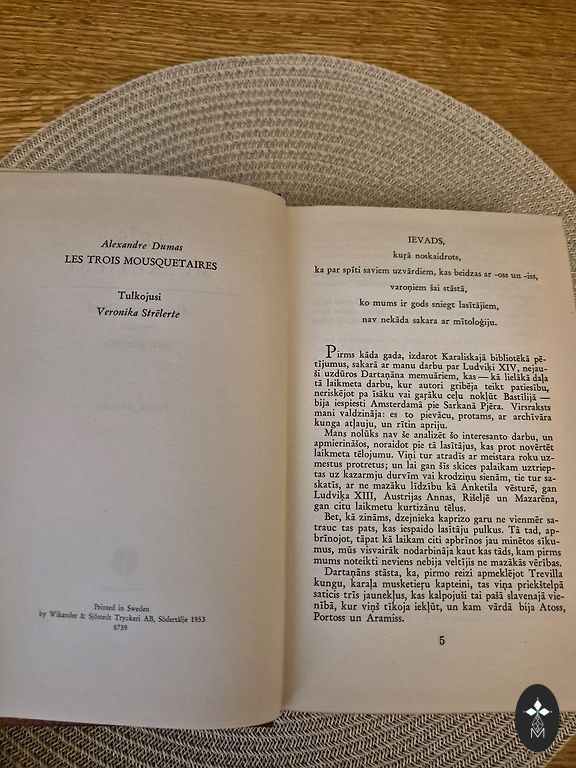 Alexandre Dumas
LES TROIS MOUSQUETAIRES
Tulkojusi
Veronika Strēlerte
Printed in Sweden
by Wikander & Sjöstedt Tryckeri AB, Södertälje 1953
8739
IEVADS,
kuŗā noskaidrots,
ka par spīti saviem uzvārdiem, kas beidzas ar -oss un -iss,
varoņiem šai stāstā,
ko mums ir gods sniegt lasītājiem,
nav nekāda sakara ar mītoloģiju.
Pirms kāda gada, izdarot Karaliskajā bibliotēkā pē-
tījumus, sakarā ar manu darbu par Ludviķi XIV, nejau-
ši uzdūros Dartaņāna memuāriem, kas — kā lielākā daļa
tā laikmeta darbu, kur autori gribēja teikt patiesību,
neriskējot pa īsāku vai gaŗāku ceļu nokļūt Bastīlijā —
bija iespiesti Amsterdamā pie Sarkanā Pjēra. Virsraksts
mani valdzināja: es to pievācu, protams, ar archīvāra
kunga atļauju, un rītin apriju.
Mans nolūks nav še analizēt šo interesanto darbu, un
apmierināšos, noraidot pie tā lasītājus, kas prot novērtēt
laikmeta tēlojumu. Viņi tur atradīs ar meistara roku uz-
mestus protretus; un lai gan šīs skices palaikam uztriep-
tas uz kazarmju durvīm vai krodziņu sienām, tie tur sa-
skatīs, ar ne mazāku līdzību kā Anketila vēsturē, gan
Ludviķa XIII, Austrijas Annas, Rišeljē un Mazarēna,
gan citu laikmetu kurtizānu tēlus.
Bet, kā zināms, dzejnieka kaprizo garu ne vienmēr sa-
trauc tas pats, kas iespaido lasītāju pulkus. Tā tad, ap-
brīnojot, tāpat kā laikam citi apbrīnos jau minētos sīku-
mus, mūs visvairāk nodarbināja kaut kas tāds, kam pirms
mums noteikti neviens nebija veltījis ne mazākās vērības.
Dartaņāns stāsta, ka, pirmo reizi apmeklējot Trevilla
kungu, karaļa musketieŗu kapteini, tas viņa priekštelpā
saticis trīs jaunekļus, kas kalpojuši tai pašā slavenajā vie-
nībā, kur viņš tīkoja iekļūt, un kam vārdā bija Atoss,
Portoss un Aramiss.
5
M